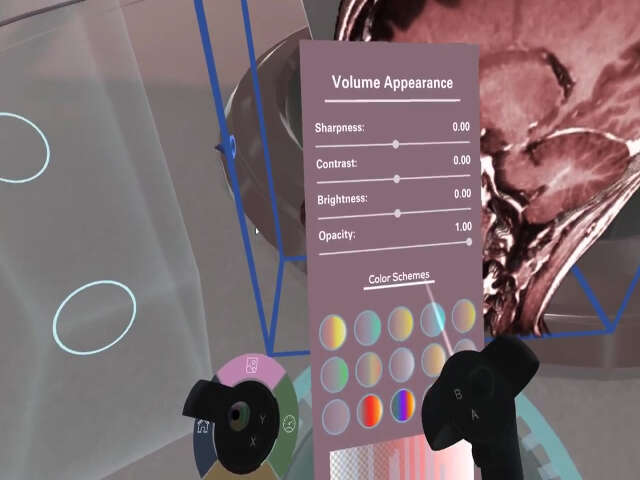 Volume Appearance
Sharpness: 0.00
Contrast: 0.00
Brightness: 0.00
Opacity: 1.00
Color Schemes
Y
X
B
A